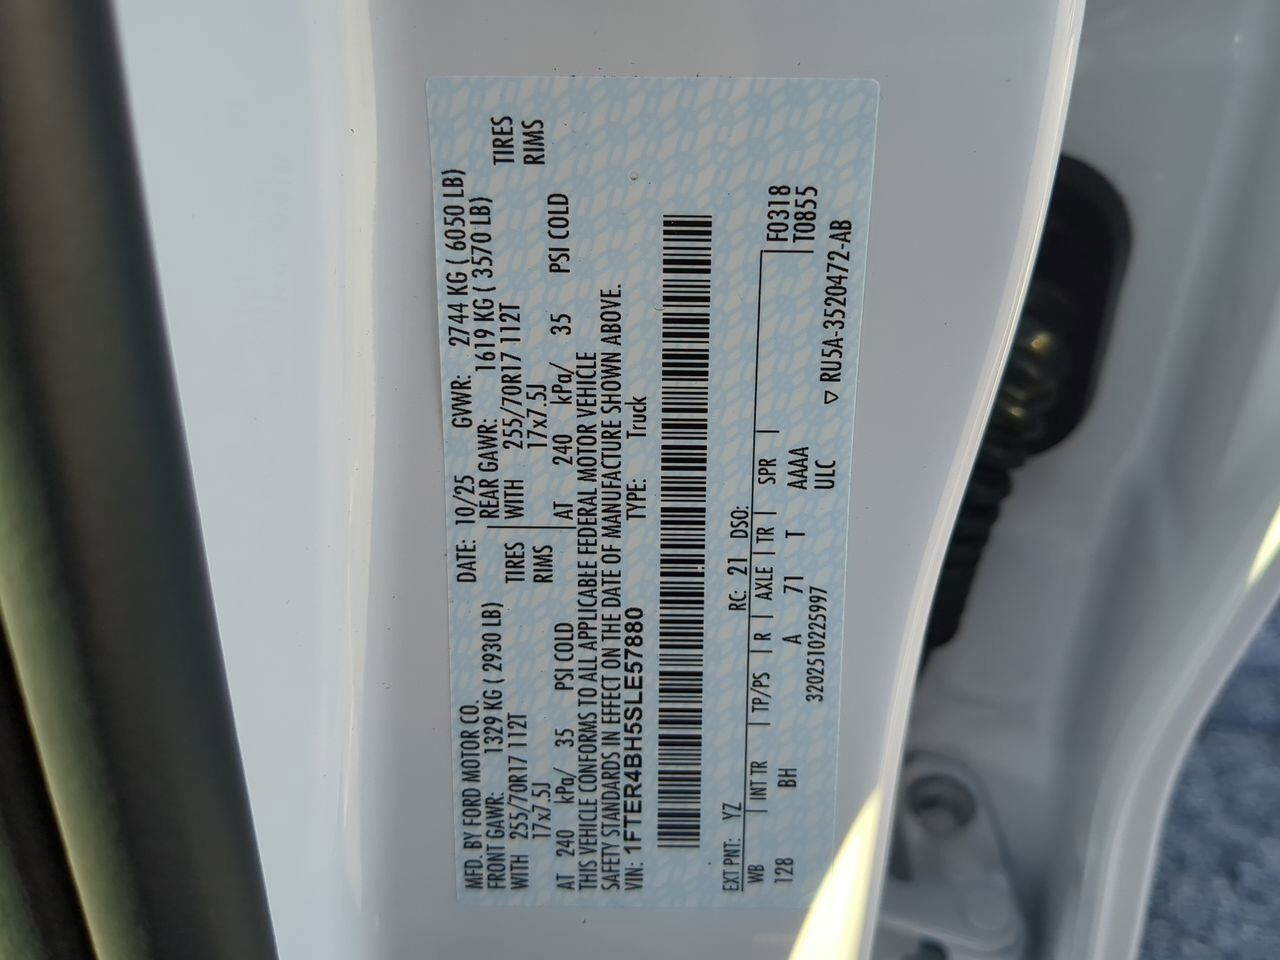 MFD. BY FORD MOTOR CO. DATE: 10/25 GVWR: 2744 KG ( 6050 LB)
FRONT GAWR: 1329 KG ( 2930 LB) REAR GAWR: 1619 KG ( 3570 LB)
WITH 255/70R17 112T TIRES WITH 255/70R17 112T TIRES
17x7.5J RIMS 17x7.5J RIMS
AT 240 kPa/ 35 PSI COLD AT 240 kPa/ 35 PSI COLD
THIS VEHICLE CONFORMS TO ALL APPLICABLE FEDERAL MOTOR VEHICLE
SAFETY STANDARDS IN EFFECT ON THE DATE OF MANUFACTURE SHOWN ABOVE.
VIN: 1FTER4BH5SLE57880 TYPE: Truck
EXT PNT: YZ RC: 21 DSO:
WB INT TR TP/PS R AXLE TR SPR F0318
128 BH A 71 T AAAA T0855
3202510225997 ULC
▽ RU5A-3520472-AB